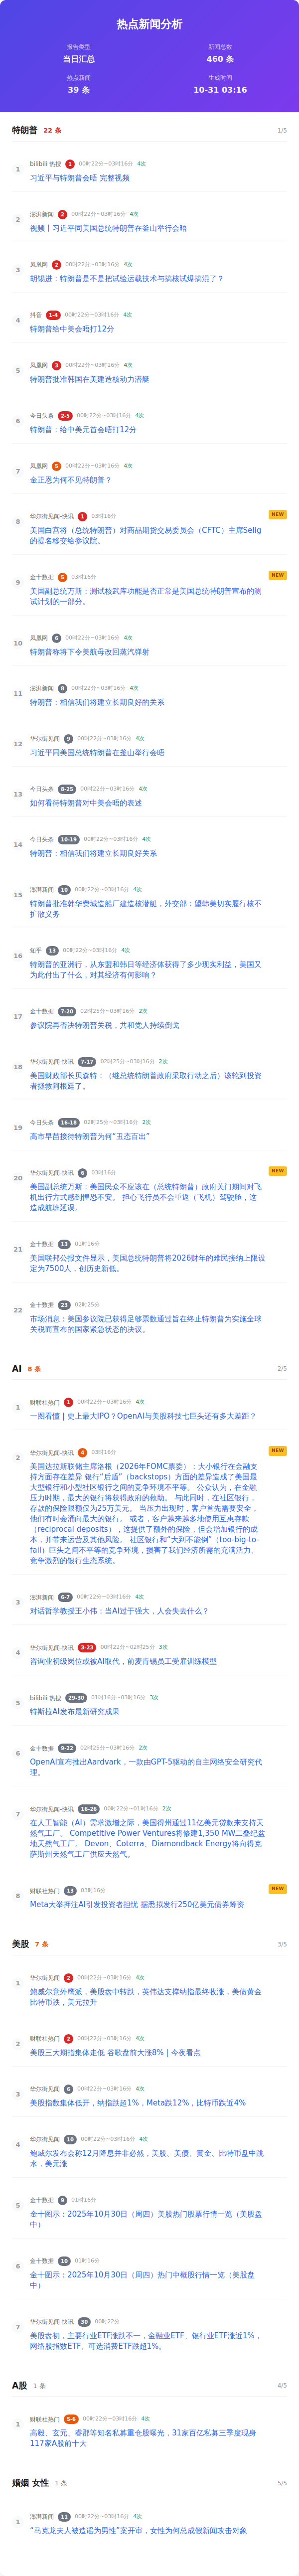 热点新闻分析
报告类型
当日汇总
新闻总数
460 条
热点新闻
39 条
生成时间
10-31 03:16
特朗普 22 条 1/5
1
bilibili 热搜 1 00时22分~03时16分 4次
习近平与特朗普会晤 完整视频
2
澎湃新闻 2 00时22分~03时16分 4次
视频丨习近平同美国总统特朗普在釜山举行会晤
3
凤凰网 2 00时22分~03时16分 4次
胡锡进：特朗普是不是把试验运载技术与搞核试爆搞混了？
4
抖音 1-4 00时22分~03时16分 4次
特朗普给中美会晤打12分
5
凤凰网 3 00时22分~03时16分 4次
特朗普批准韩国在美建造核动力潜艇
6
今日头条 2-5 00时22分~03时16分 4次
特朗普：给中美元首会晤打12分
7
凤凰网 5 00时22分~03时16分 4次
金正恩为何不见特朗普？
8
华尔街见闻-快讯 1 03时16分 NEW
美国白宫将（总统特朗普）对商品期货交易委员会（CFTC）主席Selig
的提名移交给参议院。
9
金十数据 5 03时16分 NEW
美国副总统万斯：测试核武库功能是否正常是美国总统特朗普宣布的测
试计划的一部分。
10
凤凰网 6 00时22分~03时16分 4次
特朗普称将下令美航母改回蒸汽弹射
11
澎湃新闻 8 00时22分~03时16分 4次
特朗普：相信我们将建立长期良好的关系
12
华尔街见闻 9 00时22分~03时16分 4次
习近平同美国总统特朗普在釜山举行会晤
13
今日头条 8-25 00时22分~03时16分 4次
如何看待特朗普对中美会晤的表述
14
今日头条 10-19 00时22分~03时16分 4次
特朗普：相信我们将建立长期良好关系
15
澎湃新闻 10 00时22分~03时16分 4次
特朗普批准韩华费城造船厂建造核潜艇，外交部：望韩美切实履行核不
扩散义务
16
知乎 13 00时22分~03时16分 4次
特朗普的亚洲行，从东盟和韩日等经济体获得了多少现实利益，美国又
为此付出了什么，对其经济有何影响？
17
金十数据 7-20 02时25分~03时16分 2次
参议院再否决特朗普关税，共和党人持续倒戈
18
华尔街见闻-快讯 7-17 02时25分~03时16分 2次
美国财政部长贝森特：（继总统特朗普政府采取行动之后）该轮到投资
者拯救阿根廷了。
19
今日头条 16-18 02时25分~03时16分 2次
高市早苗接待特朗普为何“丑态百出”
20
华尔街见闻-快讯 6 03时16分 NEW
美国副总统万斯：美国民众不应该在（总统特朗普）政府关门期间对飞
机出行方式感到惶恐不安。 担心飞行员不会重返（飞机）驾驶舱，这
造成航班延误。
21
金十数据 13 01时16分
美国联邦公报文件显示，美国总统特朗普将2026财年的难民接纳上限设
定为7500人，创历史新低。
22
金十数据 23 02时25分
市场消息：美国参议院已获得足够票数通过旨在终止特朗普为实施全球
关税而宣布的国家紧急状态的决议。
AI 8 条 2/5
1
财联社热门 1 00时22分~03时16分 4次
一图看懂 | 史上最大IPO？OpenAI与美股科技七巨头还有多大差距？
2
华尔街见闻-快讯 4 03时16分 NEW
美国达拉斯联储主席洛根（2026年FOMC票委）：大小银行在金融支
持方面存在差异 银行“后盾”（backstops）方面的差异造成了美国最
大型银行和小型社区银行之间的竞争环境不平等。 公众认为，在金融
压力时期，最大的银行将获得政府的救助。 与此同时，在社区银行，
存款的保险限额仅为25万美元。 当压力出现时，客户首先需要安全，
他们有时会涌向最大的银行。 或者，客户越来越多地使用互惠存款
（reciprocal deposits），这提供了额外的保险，但会增加银行的成
本，并带来运营及其他风险。 社区银行和“大到不能倒”（too-big-to-
fail）巨头之间不平等的竞争环境，损害了我们经济所需的充满活力、
竞争激烈的银行生态系统。
3
澎湃新闻 6-7 00时22分~03时16分 4次
对话哲学教授王小伟：当AI过于强大，人会失去什么？
4
华尔街见闻-快讯 3-23 00时22分~02时25分 3次
咨询业初级岗位或被AI取代，前麦肯锡员工受雇训练模型
5
bilibili 热搜 29-30 01时16分~03时16分 3次
特斯拉AI发布最新研究成果
6
金十数据 9-22 02时25分~03时16分 2次
OpenAI宣布推出Aardvark，一款由GPT-5驱动的自主网络安全研究代
理。
7
华尔街见闻-快讯 16-26 00时22分~01时16分 2次
在人工智能（AI）需求激增之际，美国得州通过11亿美元贷款来支持天
然气工厂。 Competitive Power Ventures将修建1,350 MW二叠纪盆
地天然气工厂。 Devon、Coterra、Diamondback Energy将向得克
萨斯州天然气工厂供应天然气。
8
财联社热门 13 03时16分 NEW
Meta大举押注AI引发投资者担忧 据悉拟发行250亿美元债券筹资
美股 7 条 3/5
1
华尔街见闻 2 00时22分~03时16分 4次
鲍威尔意外鹰派，美股盘中转跌，英伟达支撑纳指最终收涨，美债黄金
比特币跌，美元拉升
2
财联社热门 2 00时22分~03时16分 4次
美股三大期指集体走低 谷歌盘前大涨8% | 今夜看点
3
华尔街见闻 6 00时22分~03时16分 4次
美股指数集体低开，纳指跌超1%，Meta跌12%，比特币跌近4%
4
华尔街见闻 10 00时22分~03时16分 4次
鲍威尔发布会称12月降息并非必然，美股、美债、黄金、比特币盘中跳
水，美元涨
5
金十数据 9 01时16分
金十图示：2025年10月30日（周四）美股热门股票行情一览（美股盘
中）
6
金十数据 10 01时16分
金十图示：2025年10月30日（周四）热门中概股行情一览（美股盘
中）
7
华尔街见闻-快讯 30 00时22分
美股盘初，主要行业ETF涨跌不一，金融业ETF、银行业ETF涨近1%，
网络股指数ETF、可选消费ETF跌超1%。
A股 1 条 4/5
1
财联社热门 5-6 00时22分~03时16分 4次
高毅、玄元、睿郡等知名私募重仓股曝光，31家百亿私募三季度现身
117家A股前十大
婚姻 女性 1 条 5/5
1
澎湃新闻 11 00时22分~03时16分 4次
“马克龙夫人被造谣为男性”案开审，女性为何总成假新闻攻击对象